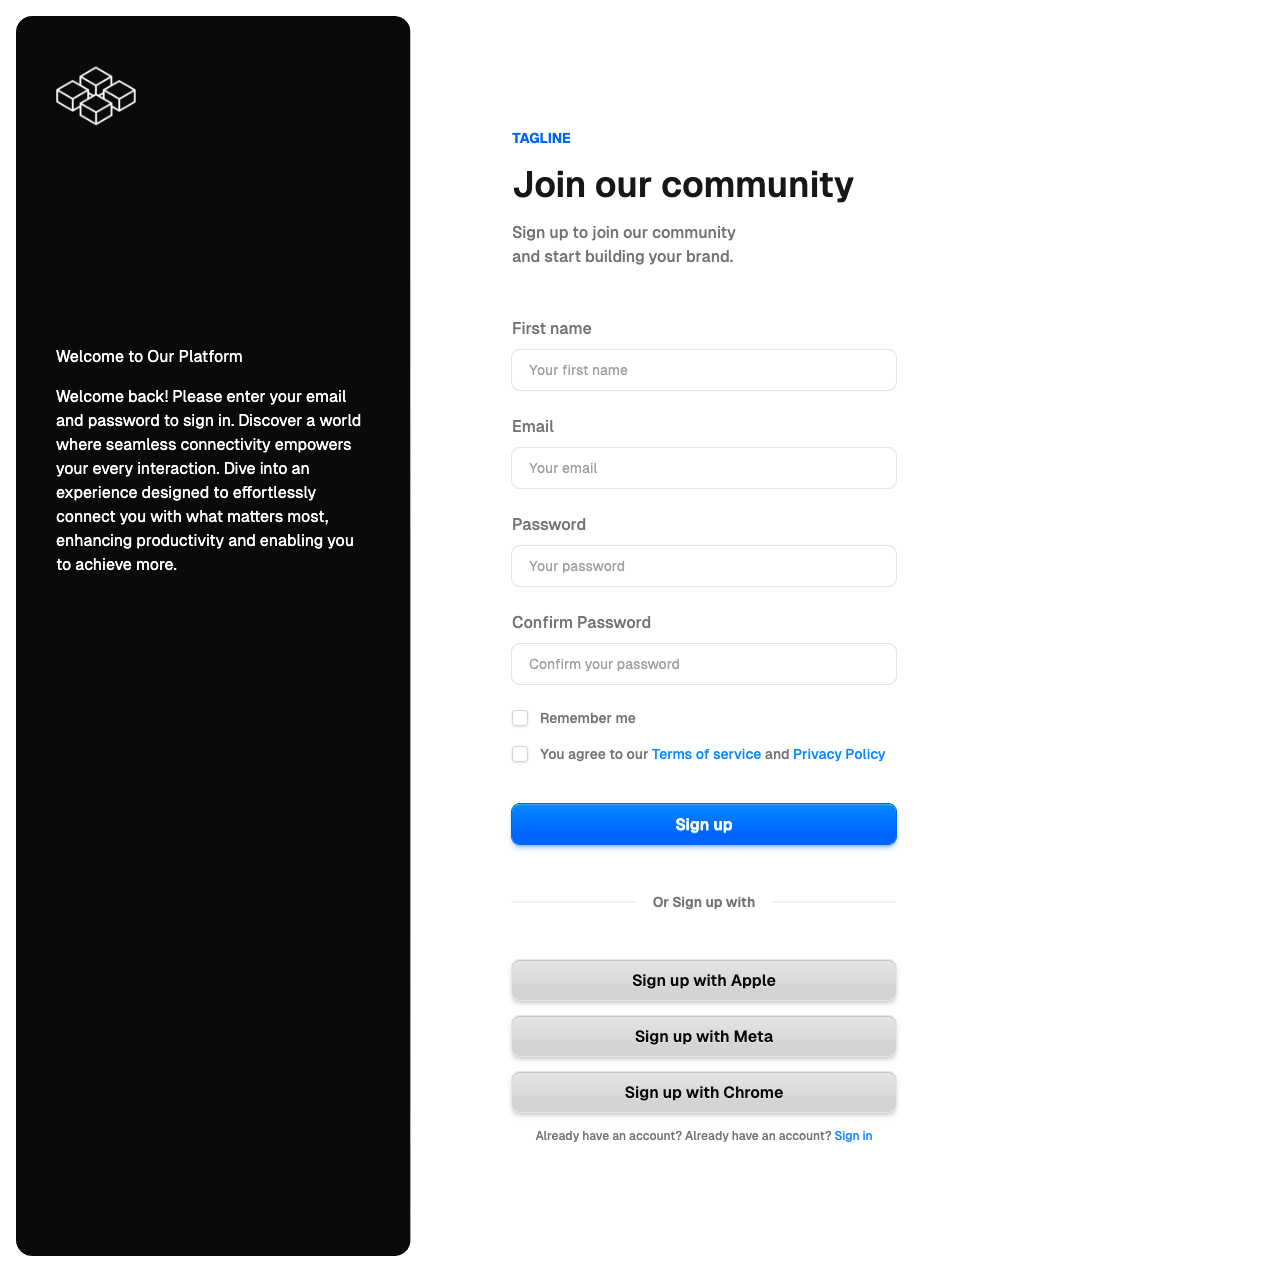 Welcome to Our Platform
Welcome back! Please enter your email
and password to sign in. Discover a world
where seamless connectivity empowers
your every interaction. Dive into an
experience designed to effortlessly
connect you with what matters most,
enhancing productivity and enabling you
to achieve more.
TAGLINE
Join our community
Sign up to join our community
and start building your brand.
First name
Your first name
Email
Your email
Password
Your password
Confirm Password
Confirm your password
Remember me
You agree to our Terms of service and Privacy Policy
Sign up
Or Sign up with
Sign up with Apple
Sign up with Meta
Sign up with Chrome
Already have an account? Already have an account? Sign in